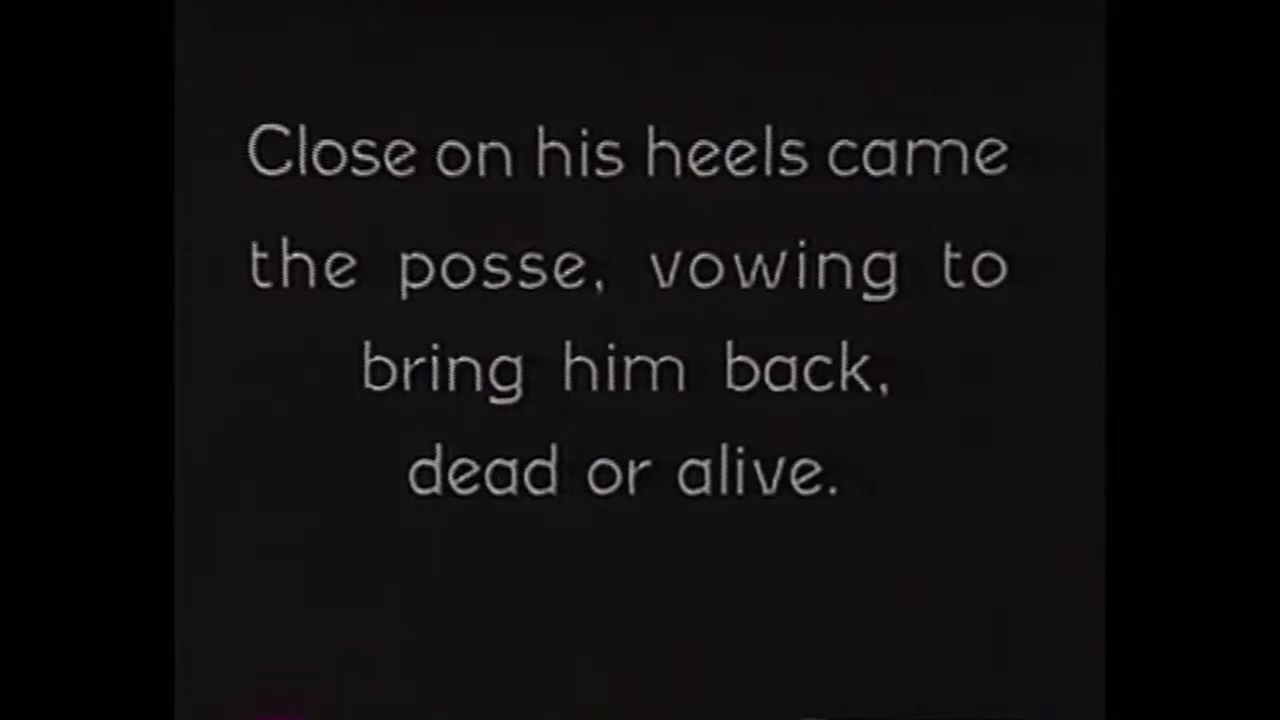 Close on his heels came
the posse, vowing to
bring him back,
dead or alive.